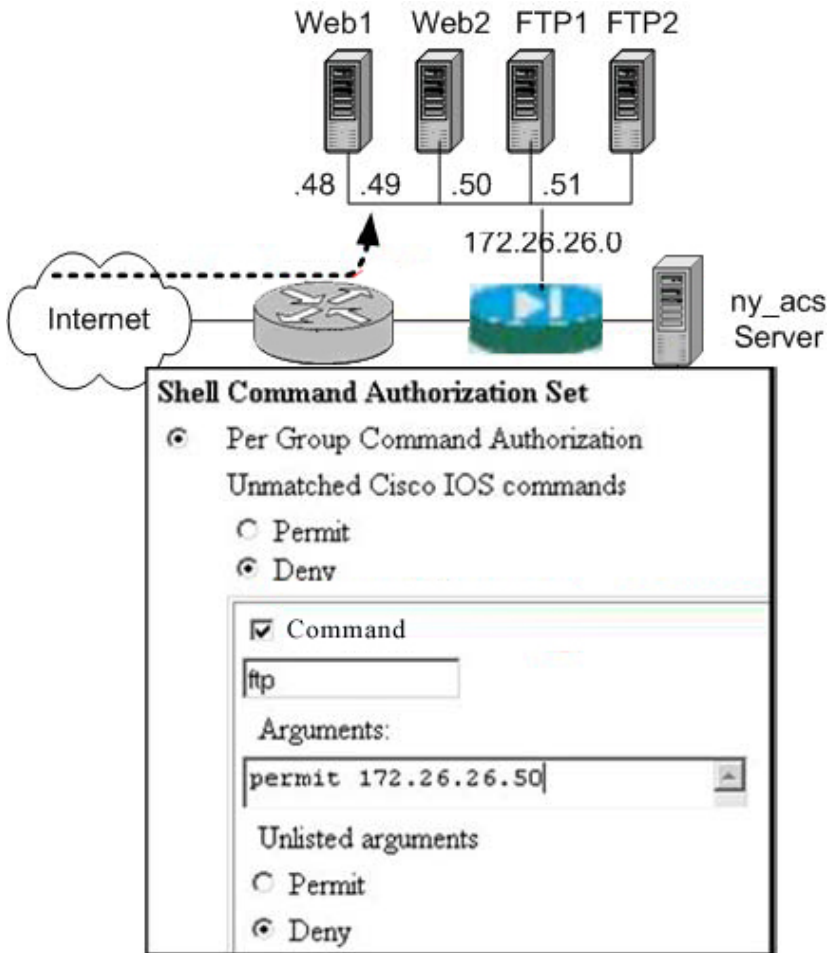 Web1 Web2 FTP1 FTP2
.48 .49 .50 .51
172.26.26.0
Internet
ny_acs
Server
Shell Command Authorization Set
Per Group Command Authorization
Unmatched Cisco IOS commands
Permit
Deny
Command
ftp
Arguments:
permit 172.26.26.50
Unlisted arguments
Permit
Deny